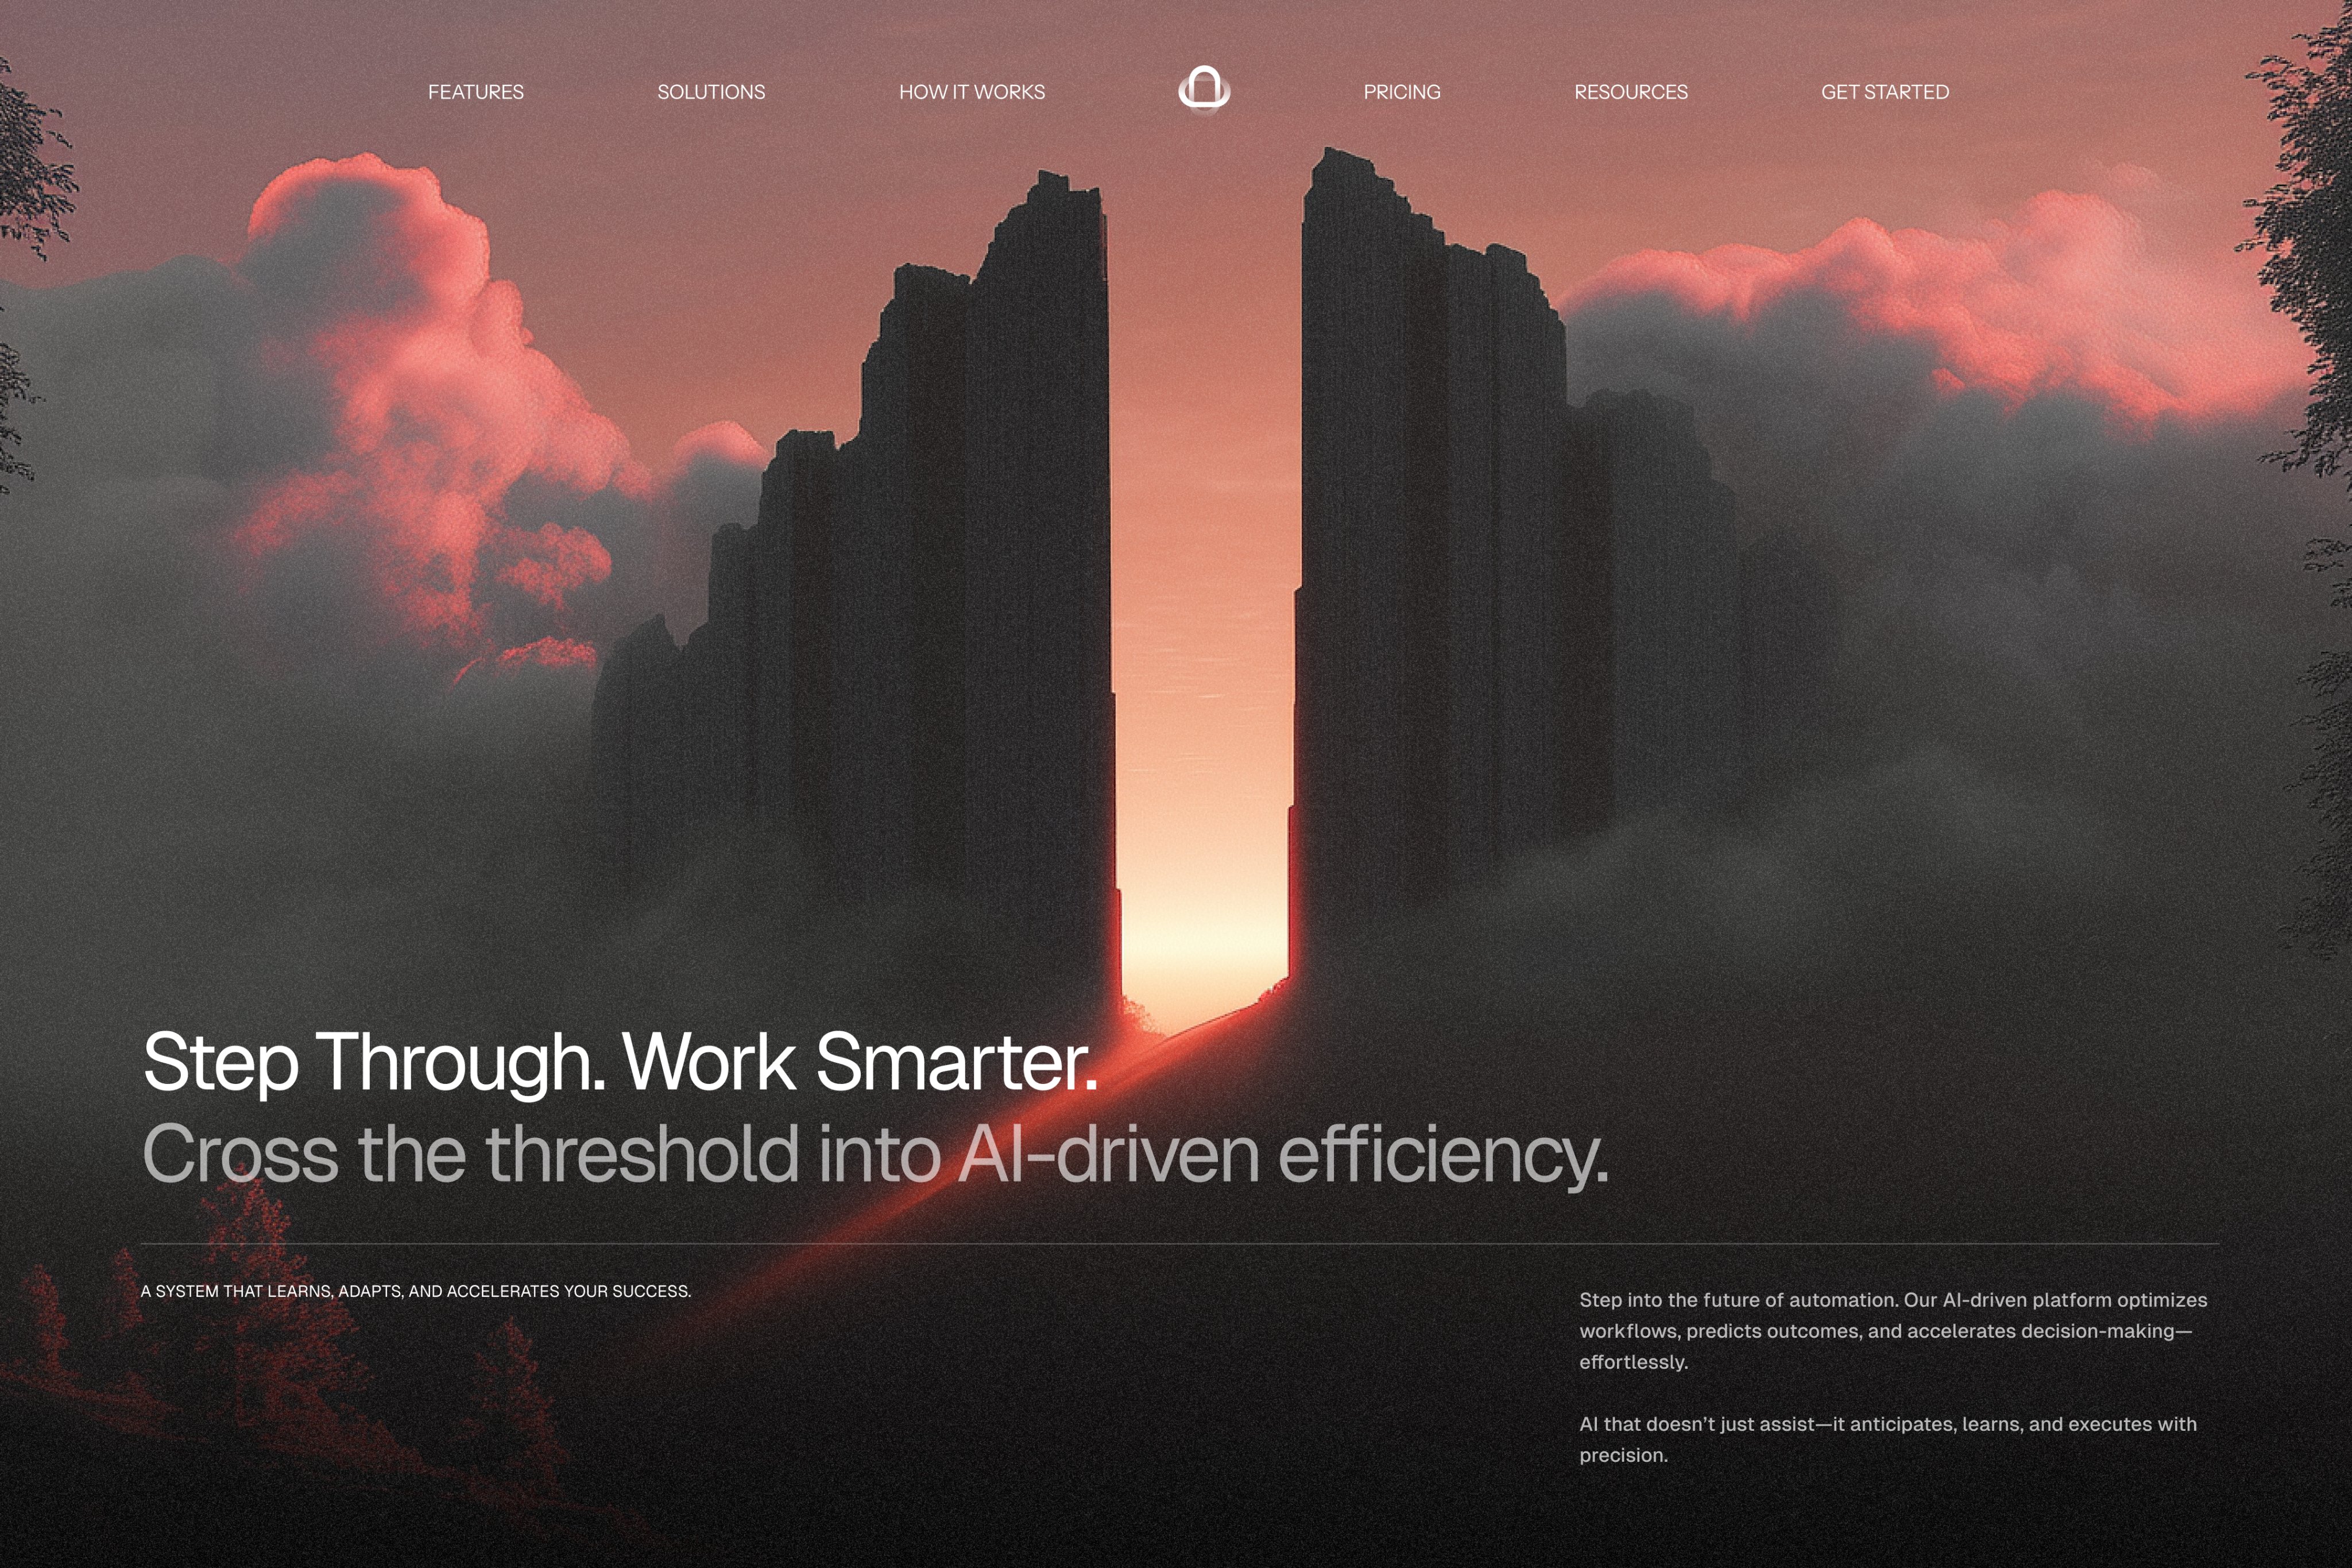 FEATURES
SOLUTIONS
HOW IT WORKS
PRICING
RESOURCES
GET STARTED
Step Through. Work Smarter.
Cross the threshold into AI-driven efficiency.
A SYSTEM THAT LEARNS, ADAPTS, AND ACCELERATES YOUR SUCCESS.
Step into the future of automation. Our AI-driven platform optimizes
workflows, predicts outcomes, and accelerates decision-making—
effortlessly.
AI that doesn’t just assist—it anticipates, learns, and executes with
precision.